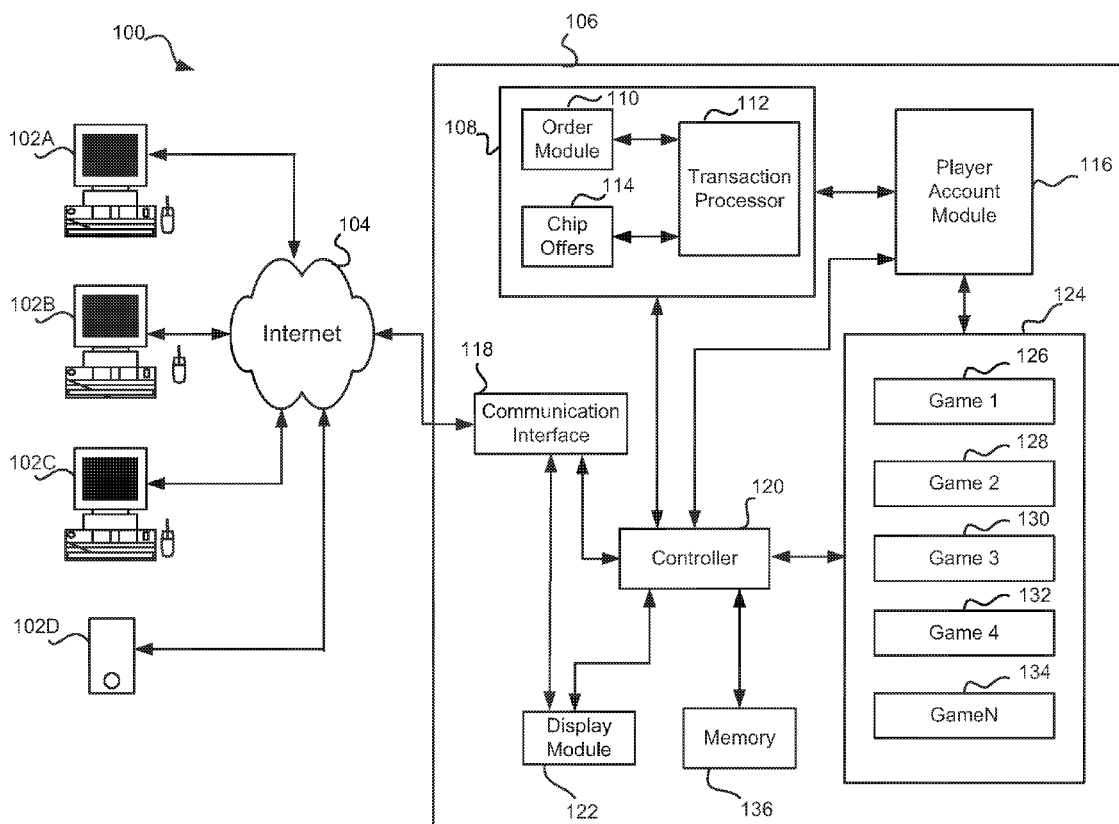 100
106
110
112
108
Order
Module
Transaction
Processor
114
Chip
Offers
Player
Account
Module
116
102A
104
102B
Internet
124
126
Game 1
118
Communication
Interface
128
Game 2
102C
120
Controller
130
Game 3
132
Game 4
102D
134
GameN
Display
Module
Memory
122
136